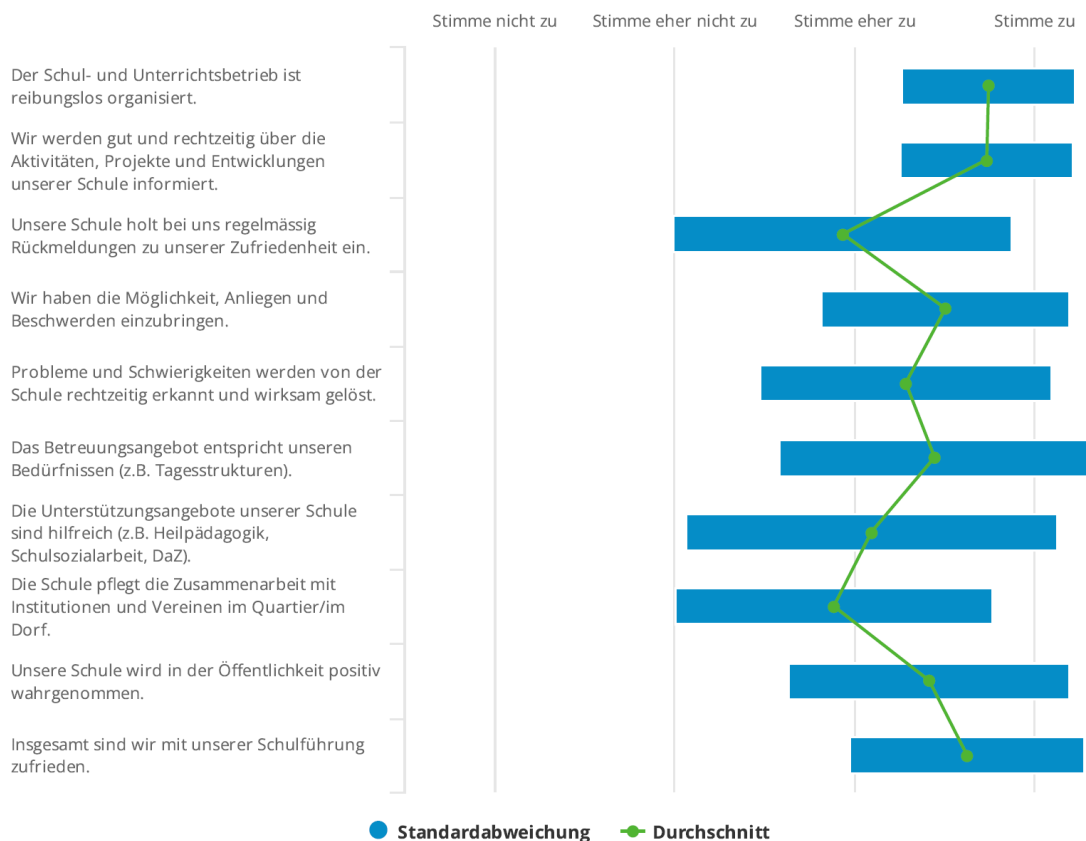 Stimme nicht zu Stimme eher nicht zu Stimme eher zu Stimme zu
Der Schul- und Unterrichtsbetrieb ist
reibungslos organisiert.
Wir werden gut und rechtzeitig über die
Aktivitäten, Projekte und Entwicklungen
unserer Schule informiert.
Unsere Schule holt bei uns regelmässig
Rückmeldungen zu unserer Zufriedenheit ein.
Wir haben die Möglichkeit, Anliegen und
Beschwerden einzubringen.
Probleme und Schwierigkeiten werden von der
Schule rechtzeitig erkannt und wirksam gelöst.
Das Betreuungsangebot entspricht unseren
Bedürfnissen (z.B. Tagesstrukturen).
Die Unterstützungsangebote unserer Schule
sind hilfreich (z.B. Heilpädagogik,
Schulsozialarbeit, DaZ).
Die Schule pflegt die Zusammenarbeit mit
Institutionen und Vereinen im Quartier/im
Dorf.
Unsere Schule wird in der Öffentlichkeit positiv
wahrgenommen.
Insgesamt sind wir mit unserer Schulführung
zufrieden.
Standardabweichung Durchschnitt